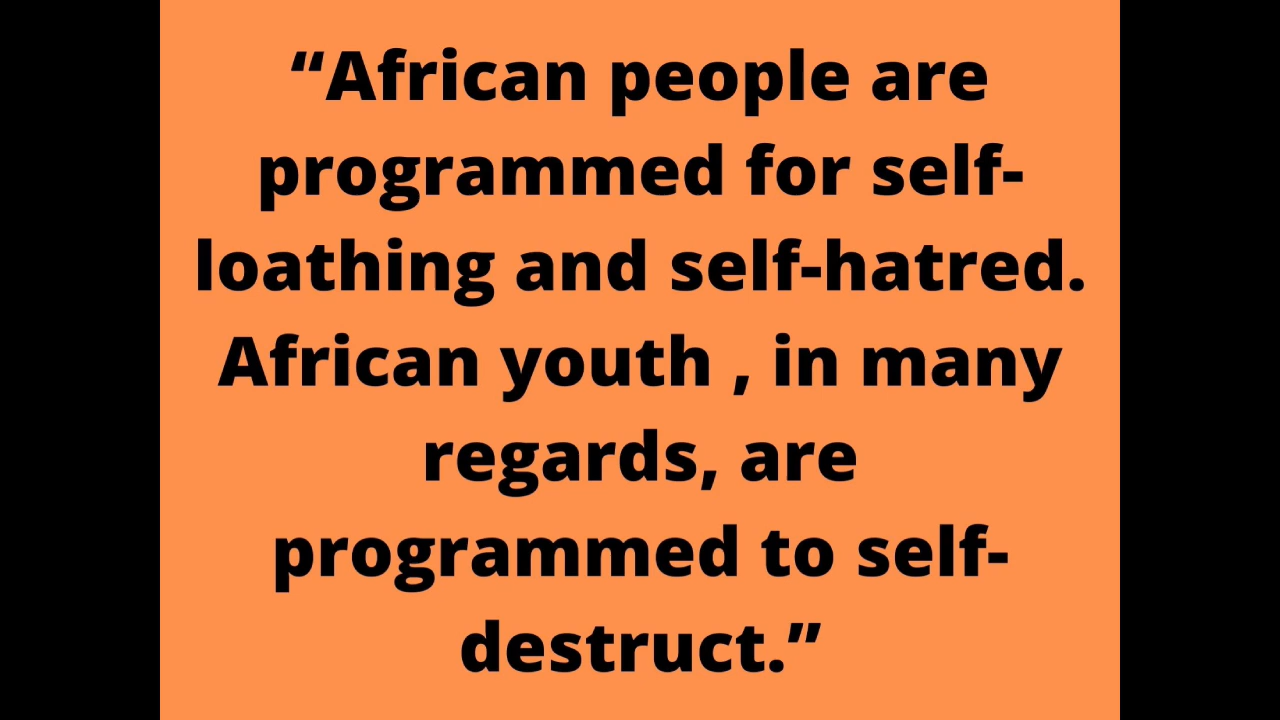 “African people are
programmed for self-
loathing and self-hatred.
African youth , in many
regards, are
programmed to self-
destruct.”